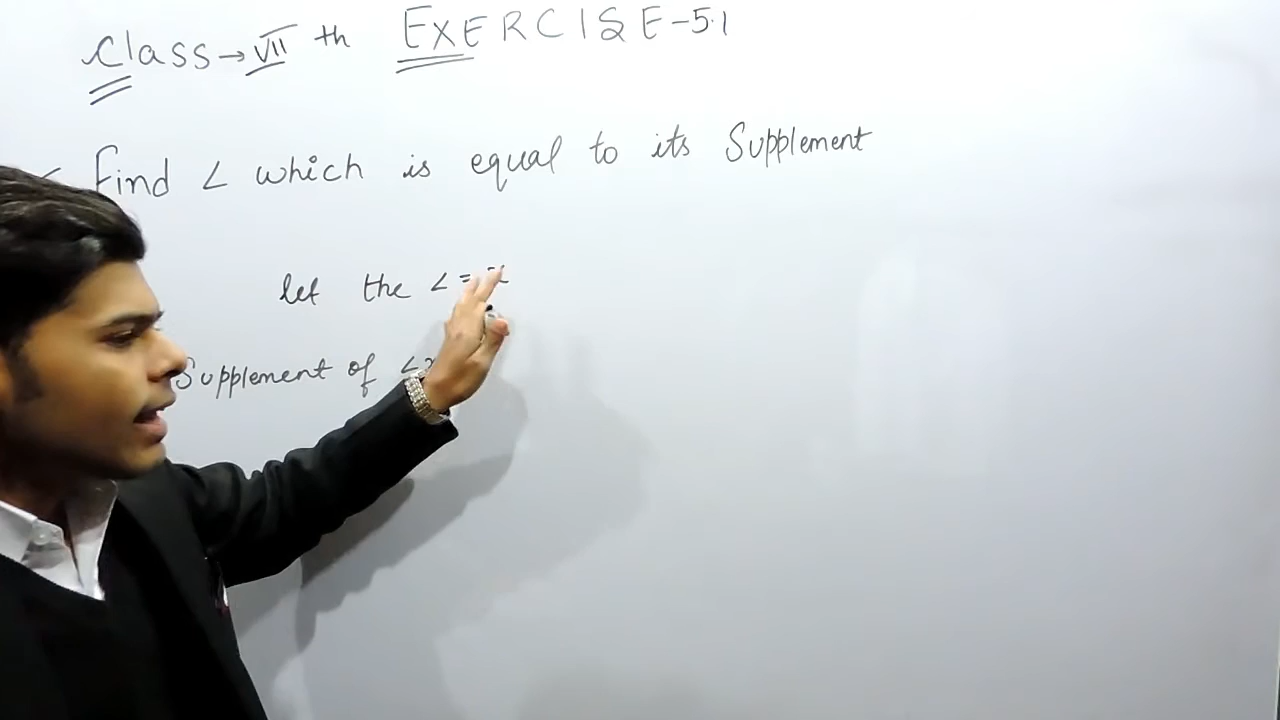 Class → VII th EXERCISE-5.1
Find ∠ which is equal to its Supplement
let the ∠ = x
Supplement of ∠x